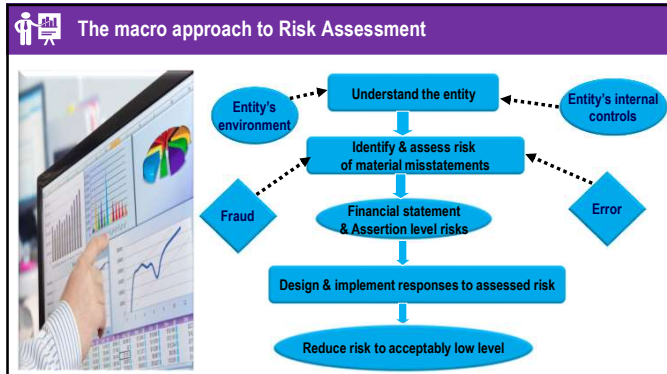 The macro approach to Risk Assessment
Understand the entity
Entity's
environment
Entity's internal
controls
Identify & assess risk
of material misstatements
Fraud
Error
Financial statement
& Assertion level risks
Design & implement responses to assessed risk
Reduce risk to acceptably low level